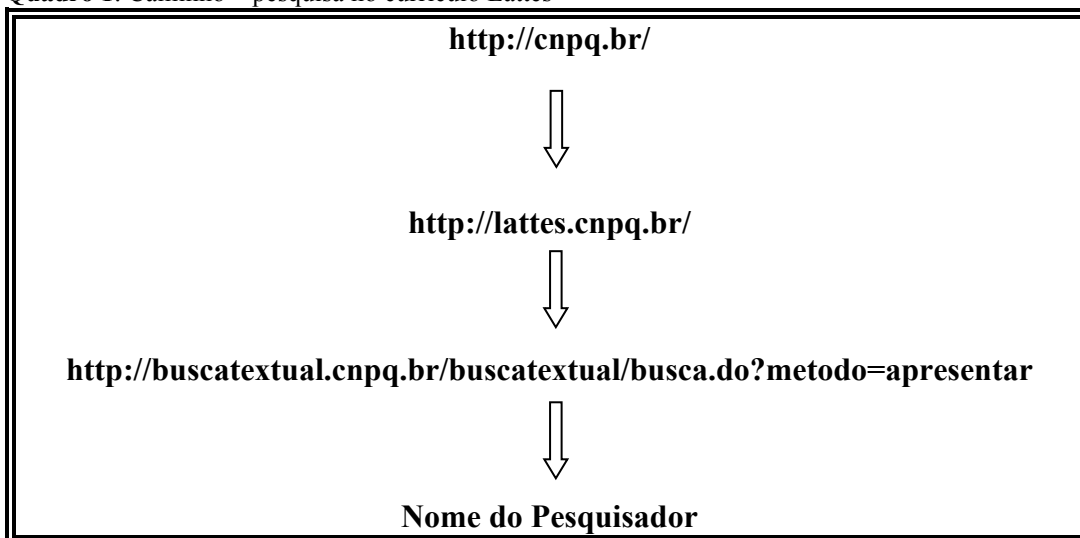 Quadro 1: Caminho – pesquisa no currículo Lattes
http://cnpq.br/
http://lattes.cnpq.br/
http://buscatextual.cnpq.br/buscatextual/busca.do?metodo=apresentar
Nome do Pesquisador